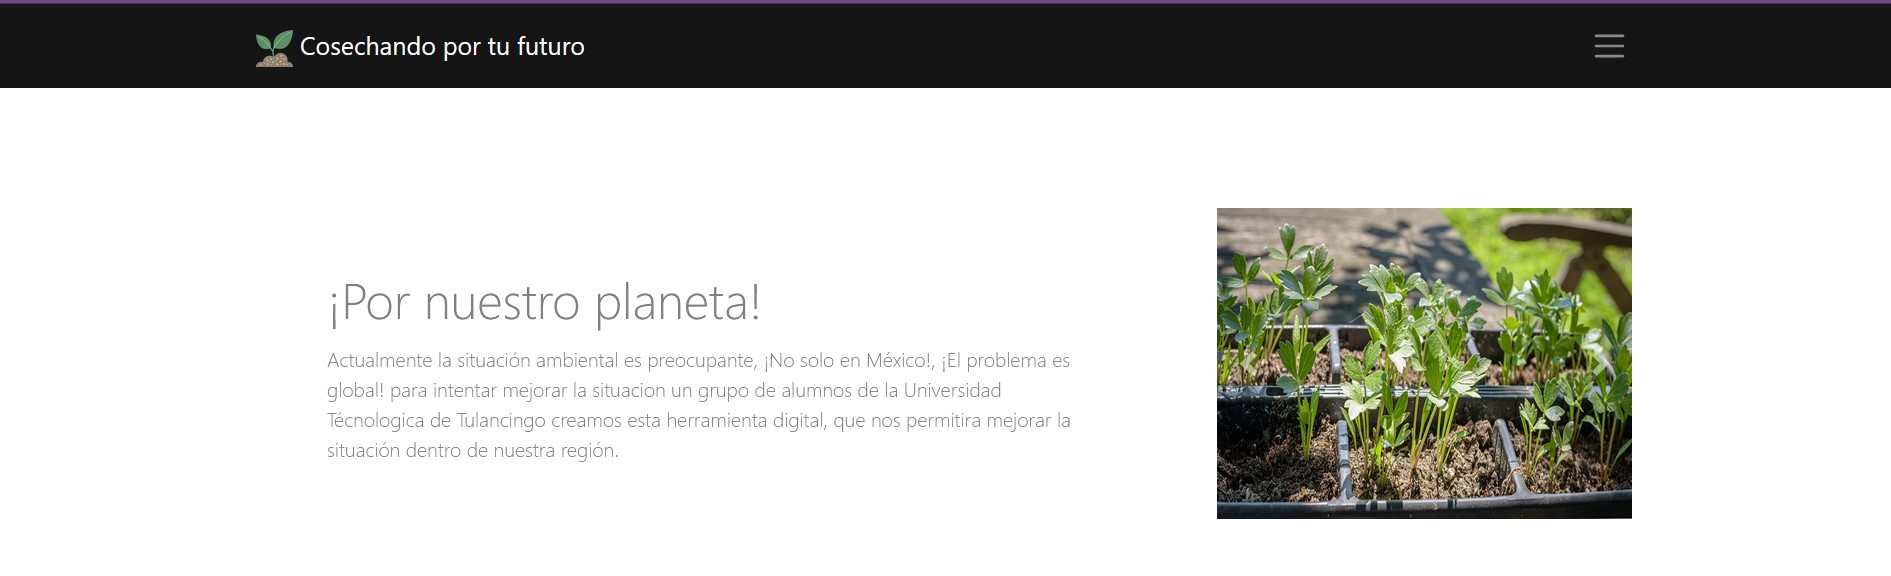 Cosechando por tu futuro
¡Por nuestro planeta!
Actualmente la situación ambiental es preocupante, ¡No solo en México!, ¡El problema es
global! para intentar mejorar la situacion un grupo de alumnos de la Universidad
Técnologica de Tulancingo creamos esta herramienta digital, que nos permitira mejorar la
situación dentro de nuestra región.